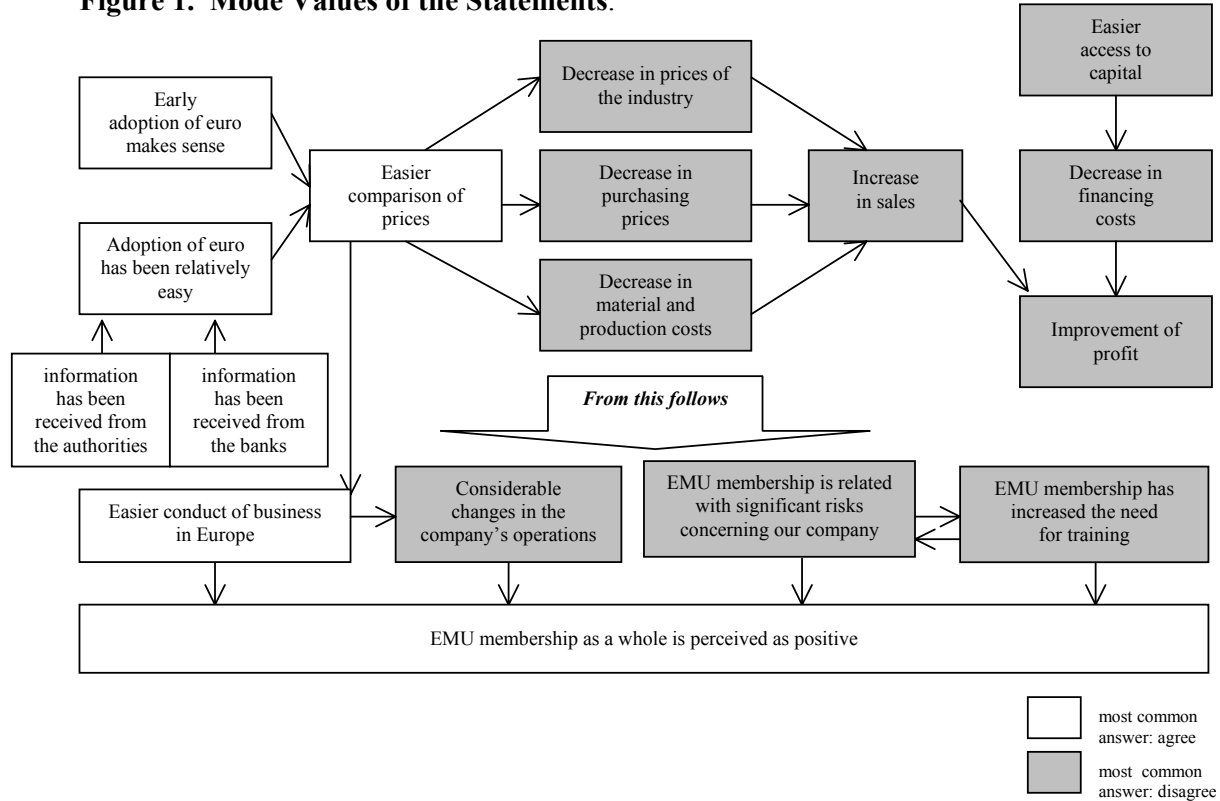 Figure 1.  Mode Values of the Statements.
Early
adoption of euro
makes sense
Adoption of euro
has been relatively
easy
information
has been
received from
the authorities
information
has been
received from
the banks
Easier
comparison of
prices
Decrease in prices of
the industry
Decrease in
purchasing
prices
Decrease in
material and
production costs
Increase
in sales
Easier
access to
capital
Decrease in
financing
costs
Improvement of
profit
From this follows
Easier conduct of business
in Europe
Considerable
changes in the
company’s operations
EMU membership is related
with significant risks
concerning our company
EMU membership has
increased the need
for training
EMU membership as a whole is perceived as positive
most common
answer: agree
most  common
answer: disagree